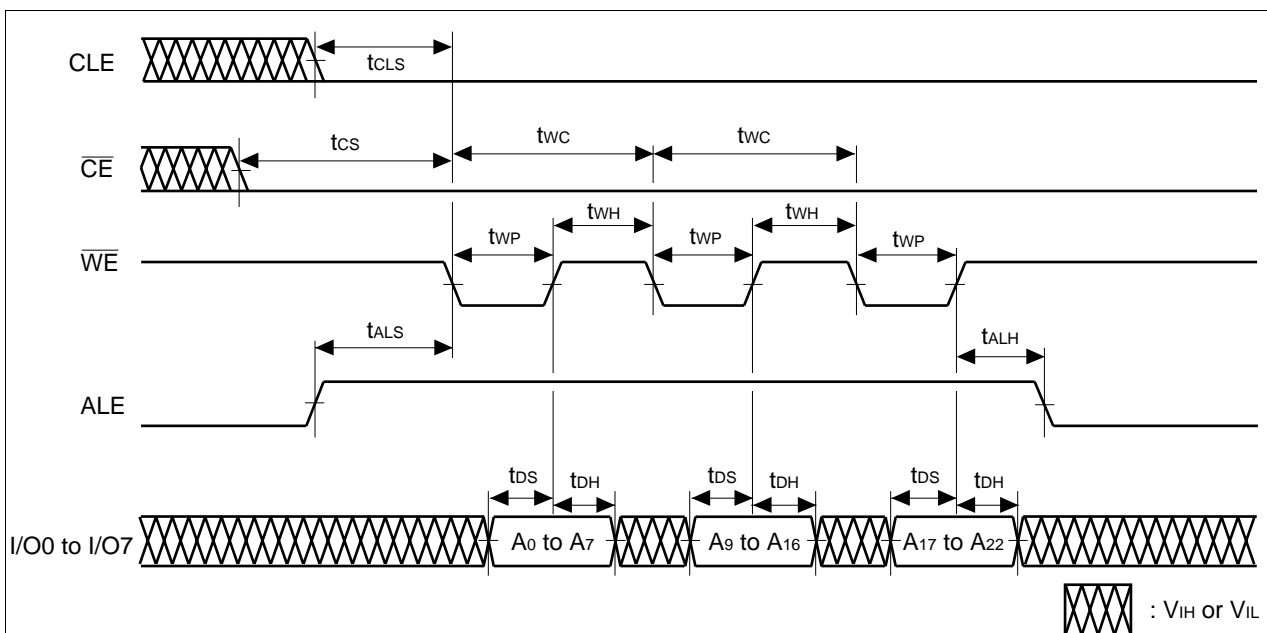 CLE
tCLS
CE
tCS
tWC
tWC
WE
tWP
tWH
tWP
tWH
tWP
ALE
tALS
tALH
I/O0 to I/O7
tDS
tDH
tDS
tDH
tDS
tDH
A0 to A7
A9 to A16
A17 to A22
: VIH or VIL